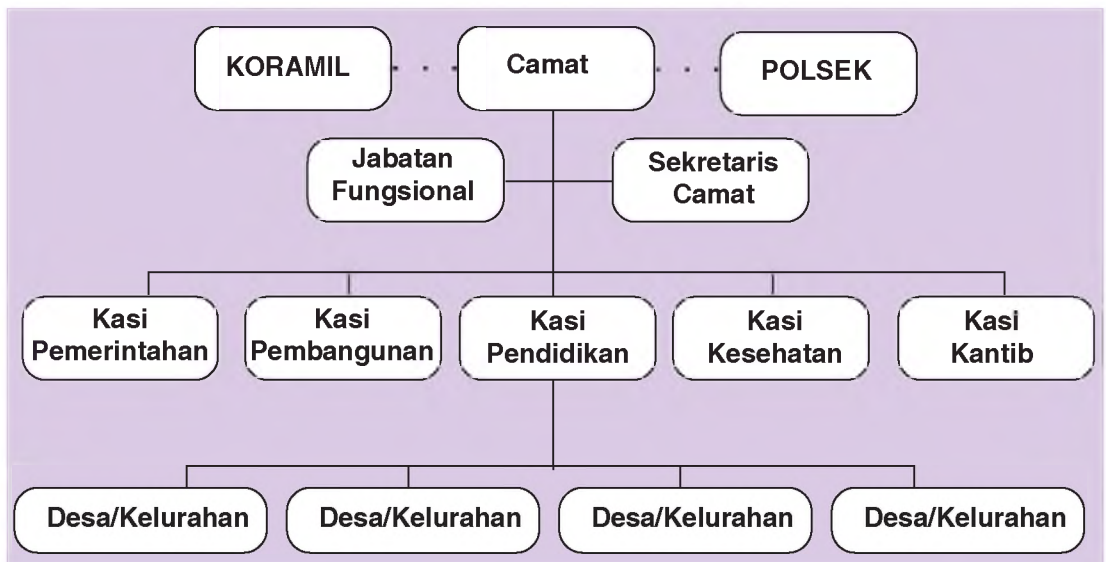 KORAMIL
Camat
POLSEK
Jabatan
Fungsional
Sekretaris
Camat
Kasi
Pemerintahan
Kasi
Pembangunan
Kasi
Pendidikan
Kasi
Kesehatan
Kasi
Kantib
Desa/Kelurahan
Desa/Kelurahan
Desa/Kelurahan
Desa/Kelurahan